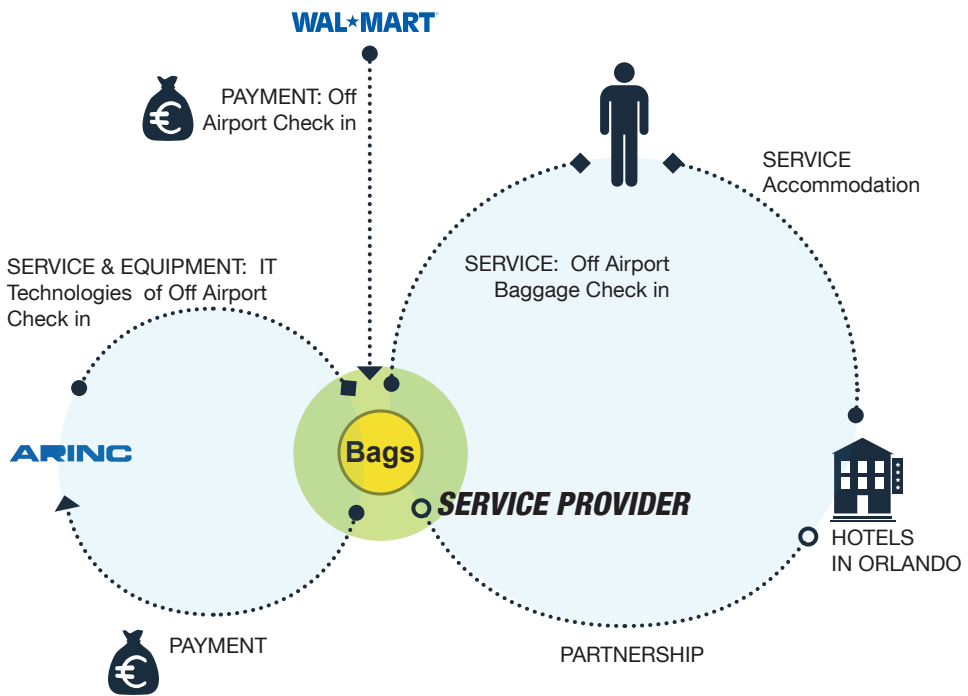 WAL★MART
PAYMENT: Off
Airport Check in
€
SERVICE
Accommodation
SERVICE & EQUIPMENT: IT
Technologies of Off Airport
Check in
SERVICE: Off Airport
Baggage Check in
ARINC
Bags
SERVICE PROVIDER
HOTELS
IN ORLANDO
PAYMENT
€
PARTNERSHIP